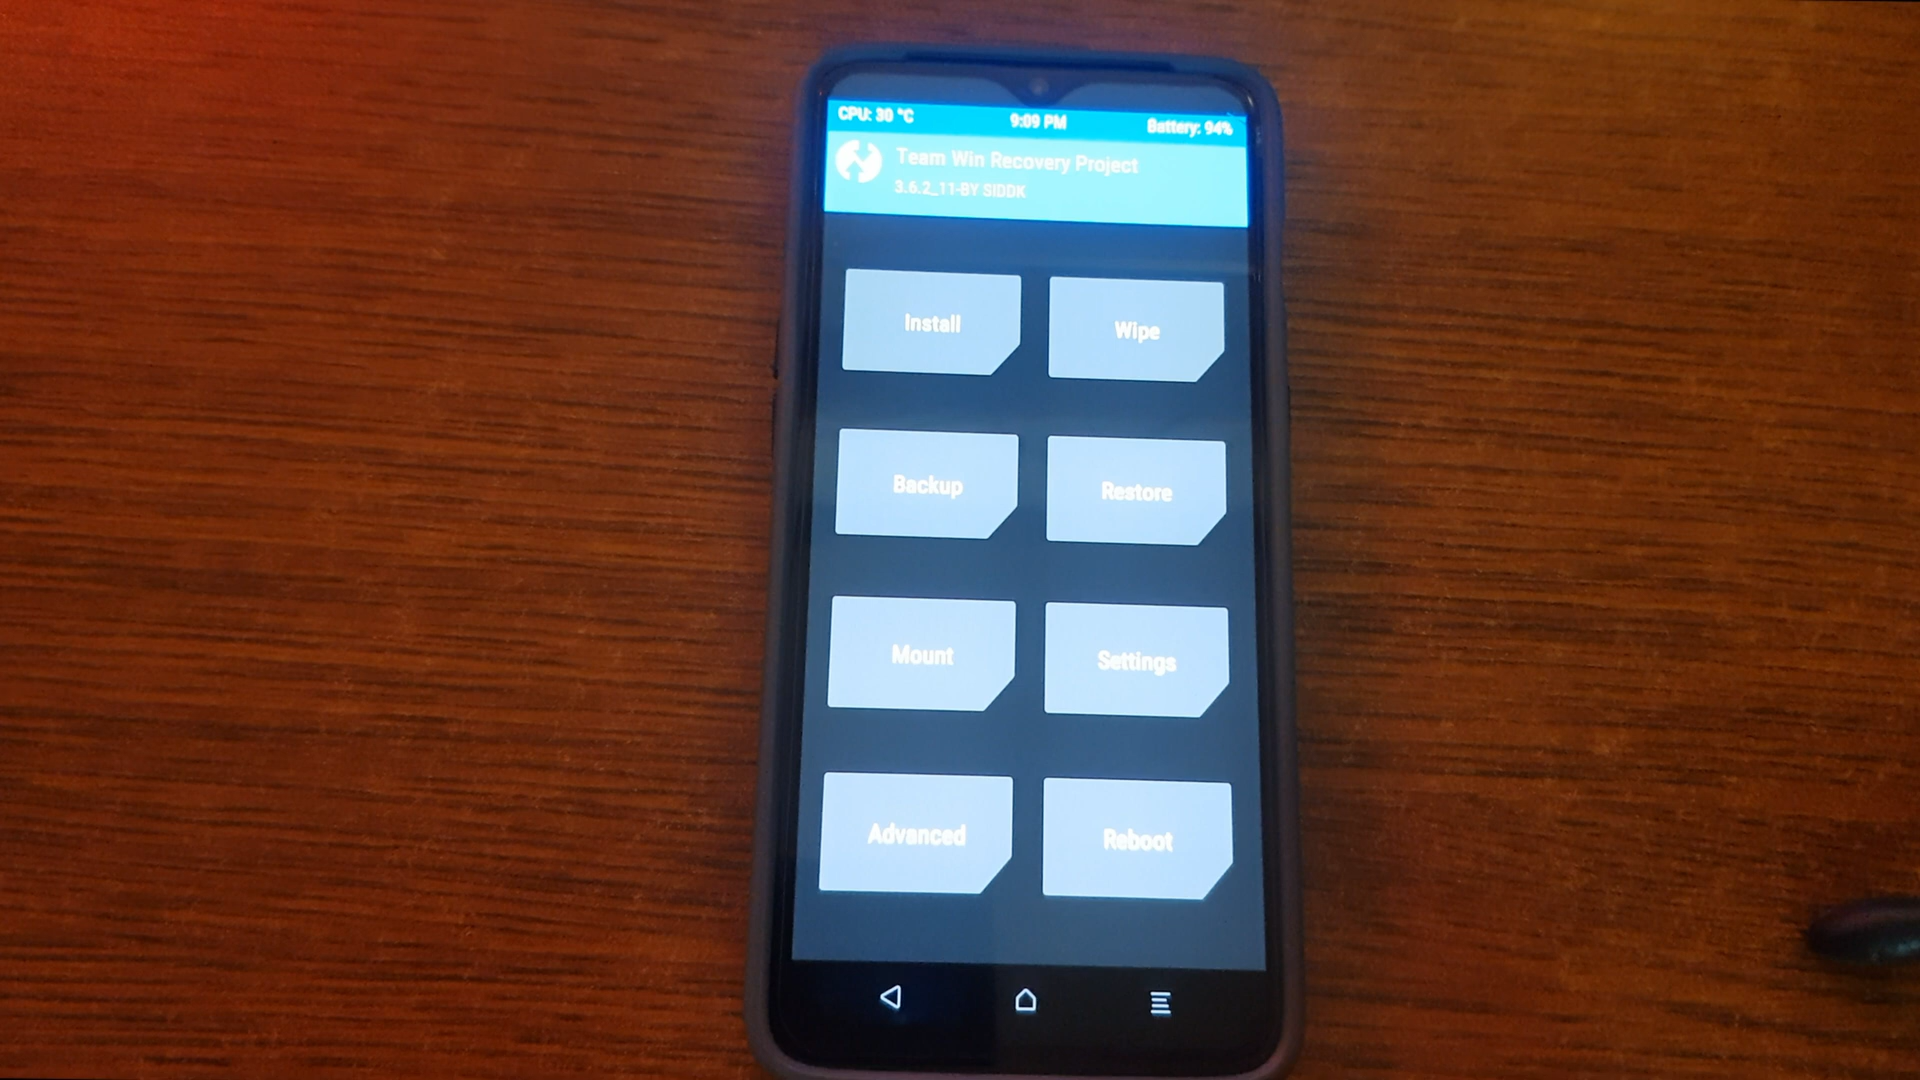 CPU: 30 °C
9:09 PM
Battery: 94%
Team Win Recovery Project
3.6.2_11-BY SIDDK
Install
Wipe
Backup
Restore
Mount
Settings
Advanced
Reboot